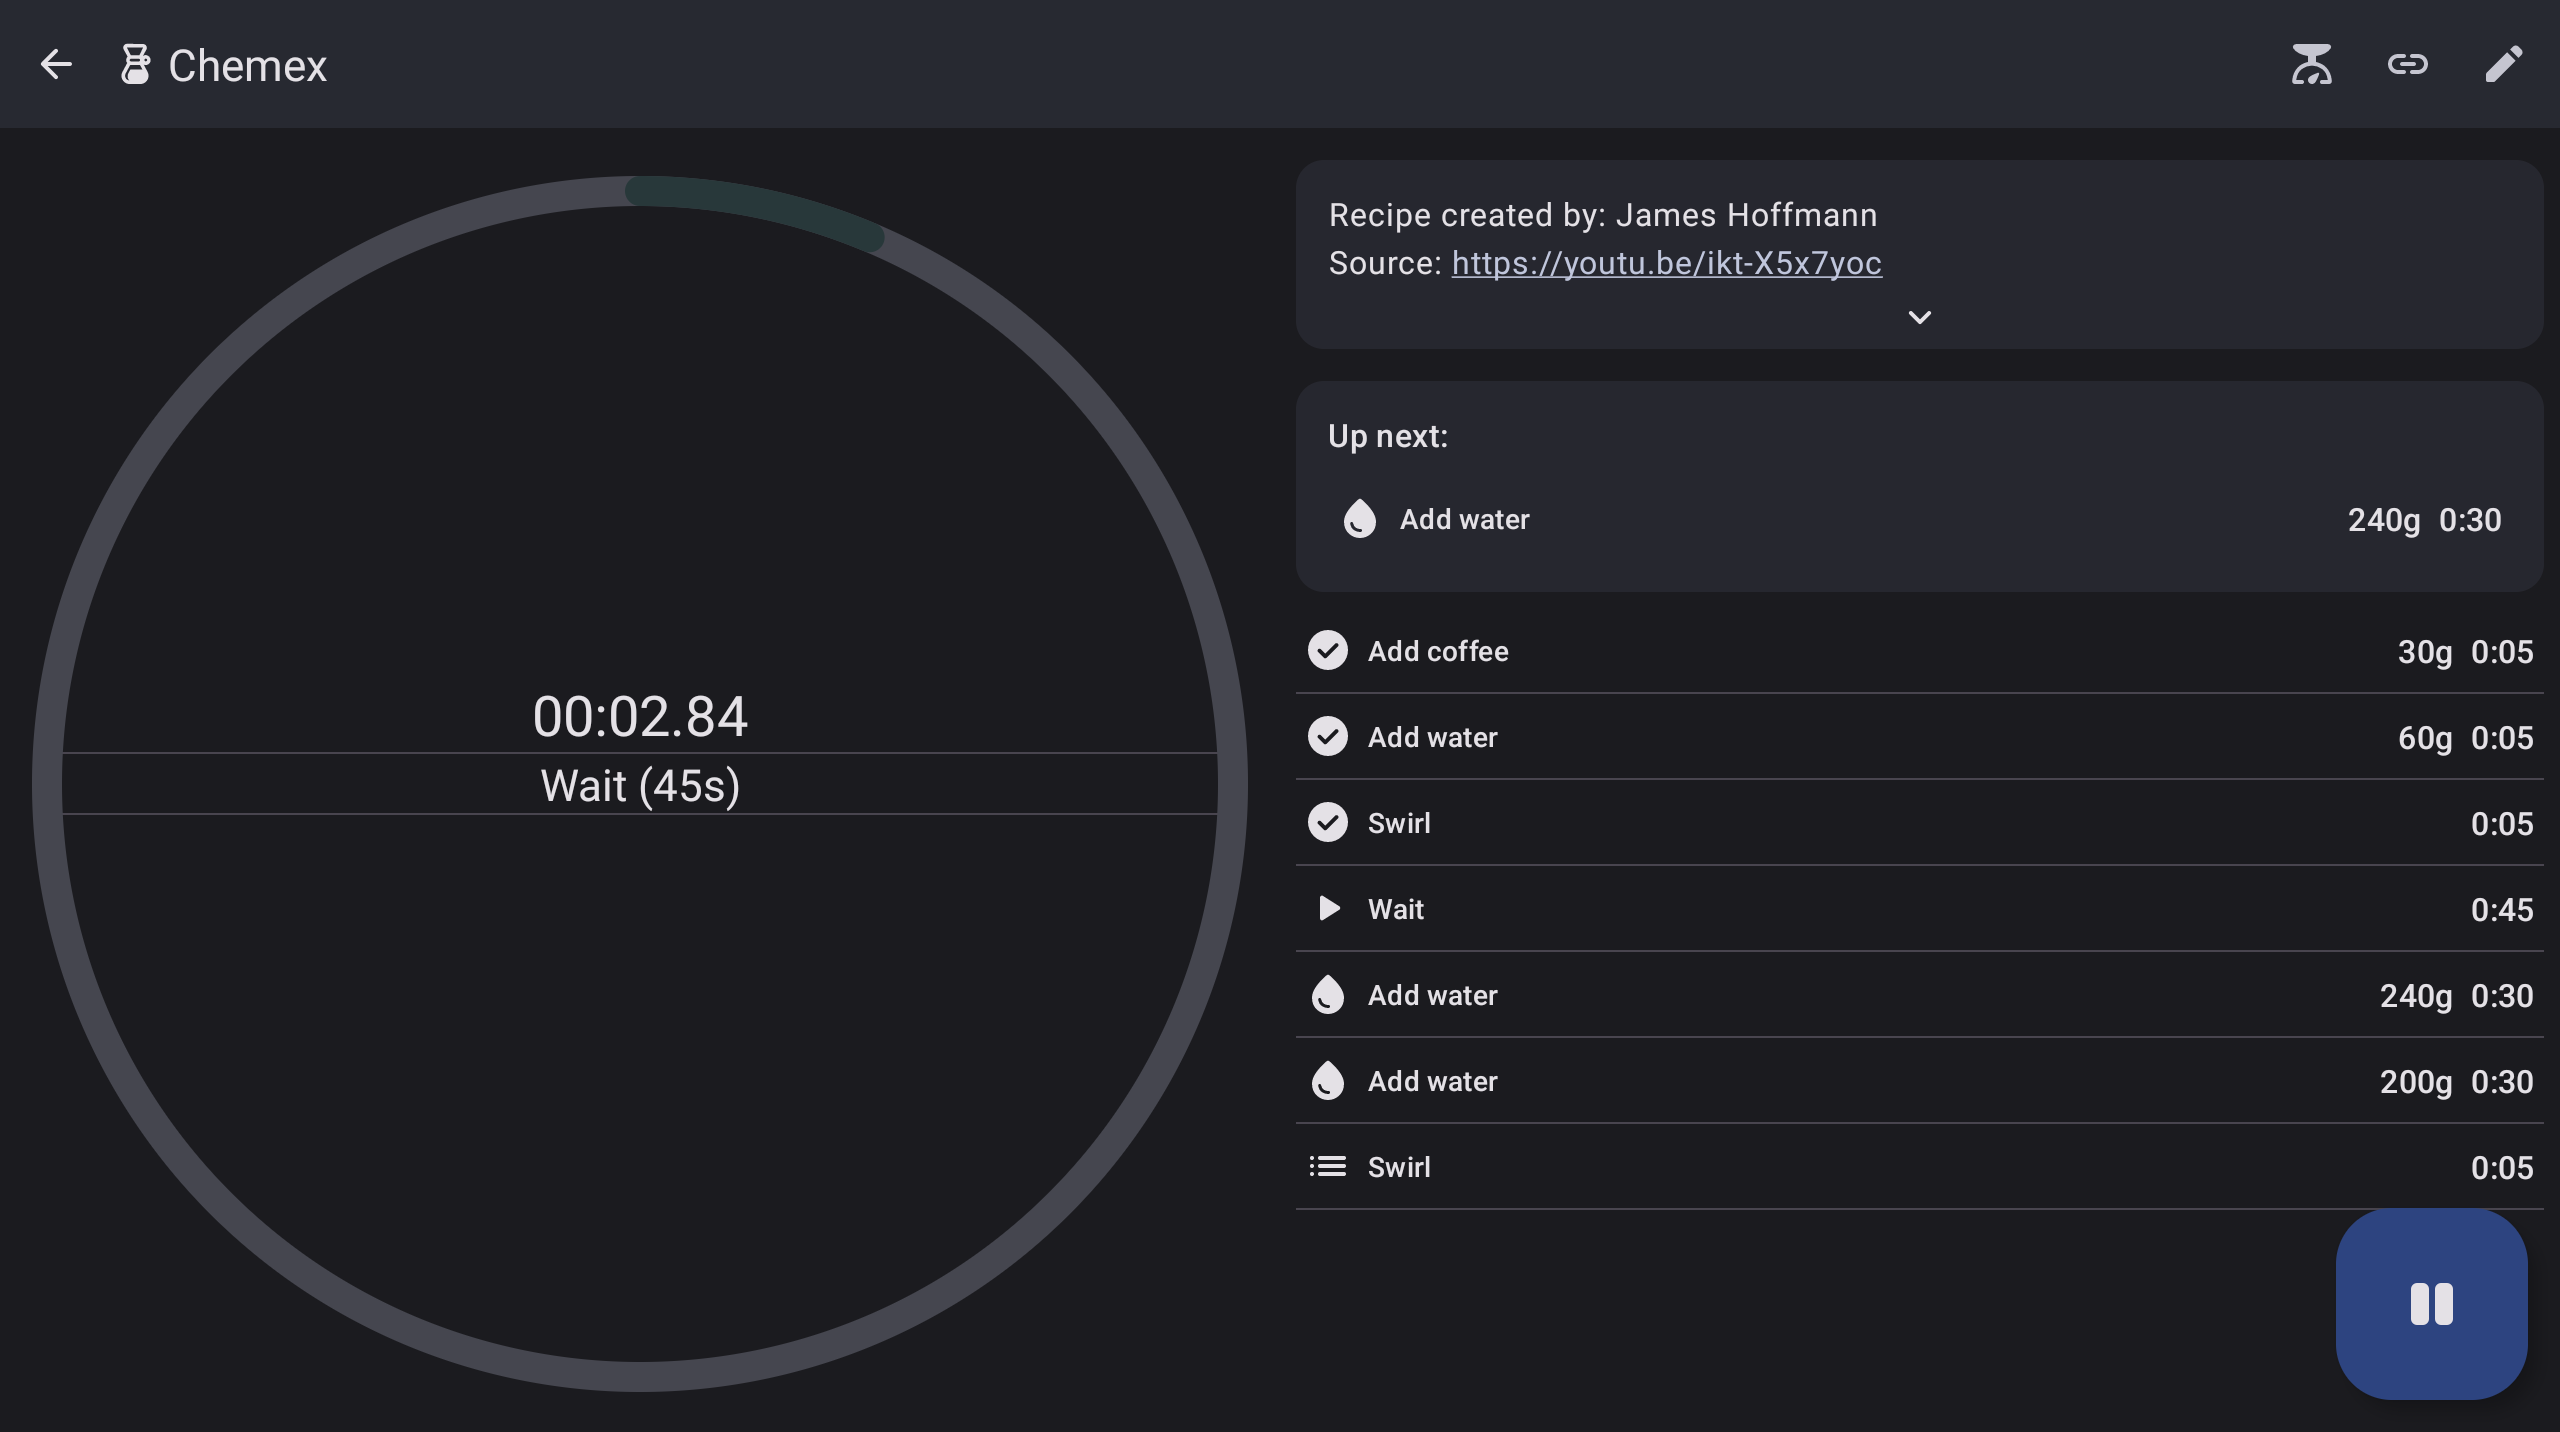 Chemex
00:02.84
Wait (45s)
Recipe created by: James Hoffmann
Source: https://youtu.be/ikt-X5x7yoc
Up next:
Add water 240g 0:30
Add coffee 30g 0:05
Add water 60g 0:05
Swirl 0:05
Wait 0:45
Add water 240g 0:30
Add water 200g 0:30
Swirl 0:05